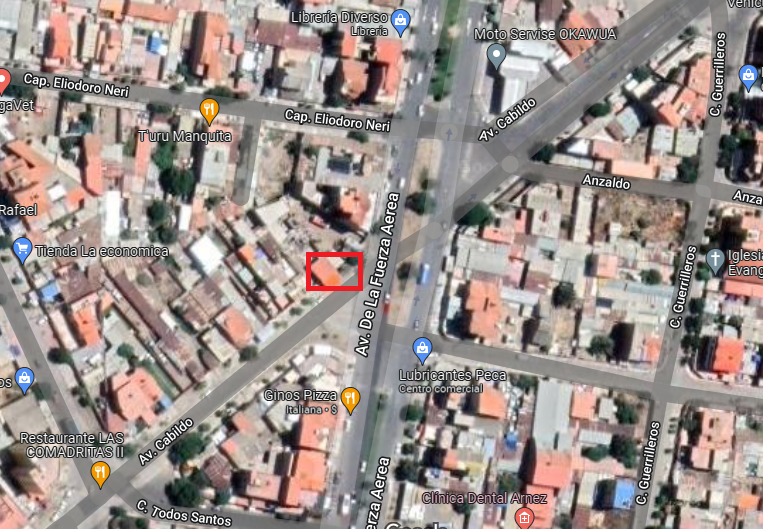 Librería Diverso
Librería
Moto Servise OKAWUA
Cap. Eliodoro Neri
T'uru Manquita
Cap. Eliodoro Neri
Av. Cabildo
C. Guerrilleros
Anzaldo
Rafael
Tienda La economica
Av. De La Fuerza Aerea
C. Guerrilleros
Iglesia
Evang
Lubricantes Peca
Centro comercial
Ginos Pizza
Italiana · $
Restaurante LAS
COMADRITAS II
Av. Cabildo
C. Guerrilleros
C. Todos Santos
Clínica Dental Arnez